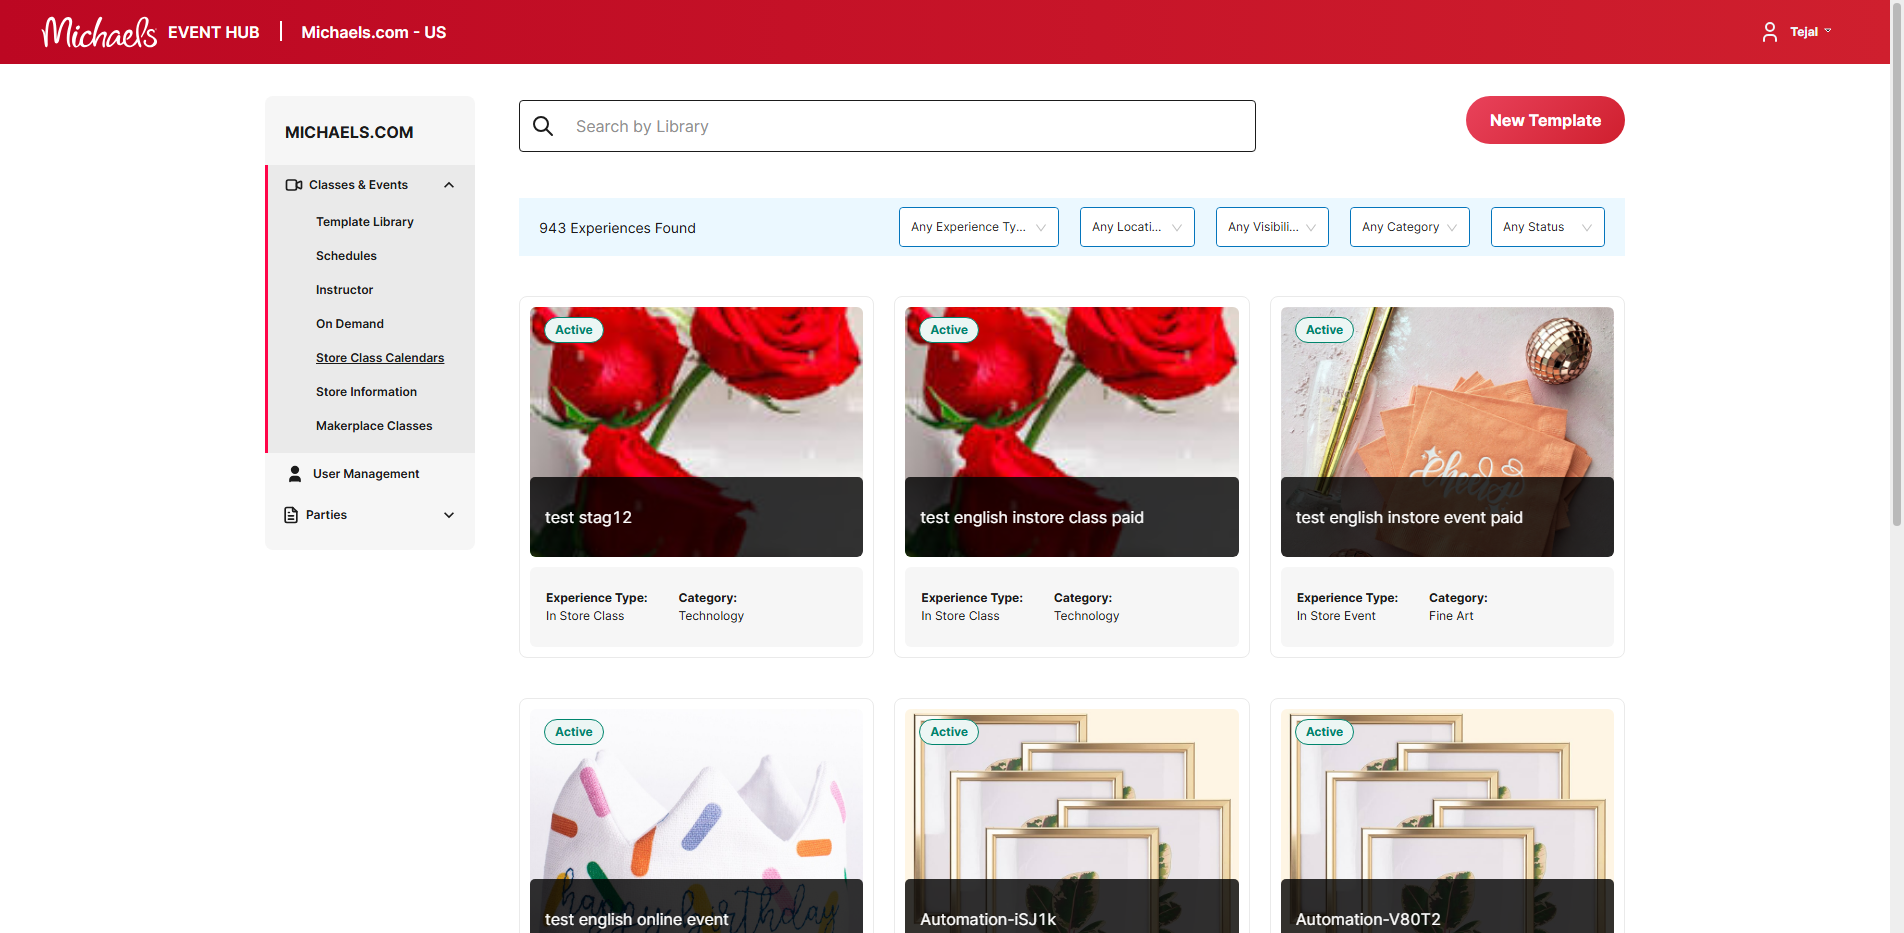 Michaels EVENT HUB
Michaels.com - US
Tejal
MICHAELS.COM
Classes & Events
Template Library
Schedules
Instructor
On Demand
Store Class Calendars
Store Information
Makerplace Classes
User Management
Parties
Search by Library
New Template
943 Experiences Found
Any Experience Ty...
Any Locati...
Any Visibili...
Any Category
Any Status
Active
test stag12
Experience Type:
In Store Class
Category:
Technology
Active
test english instore class paid
Experience Type:
In Store Class
Category:
Technology
Active
Cheers
test english instore event paid
Experience Type:
In Store Event
Category:
Fine Art
Active
happy birthday
test english online event
Active
Automation-iSJ1k
Active
Automation-V80T2